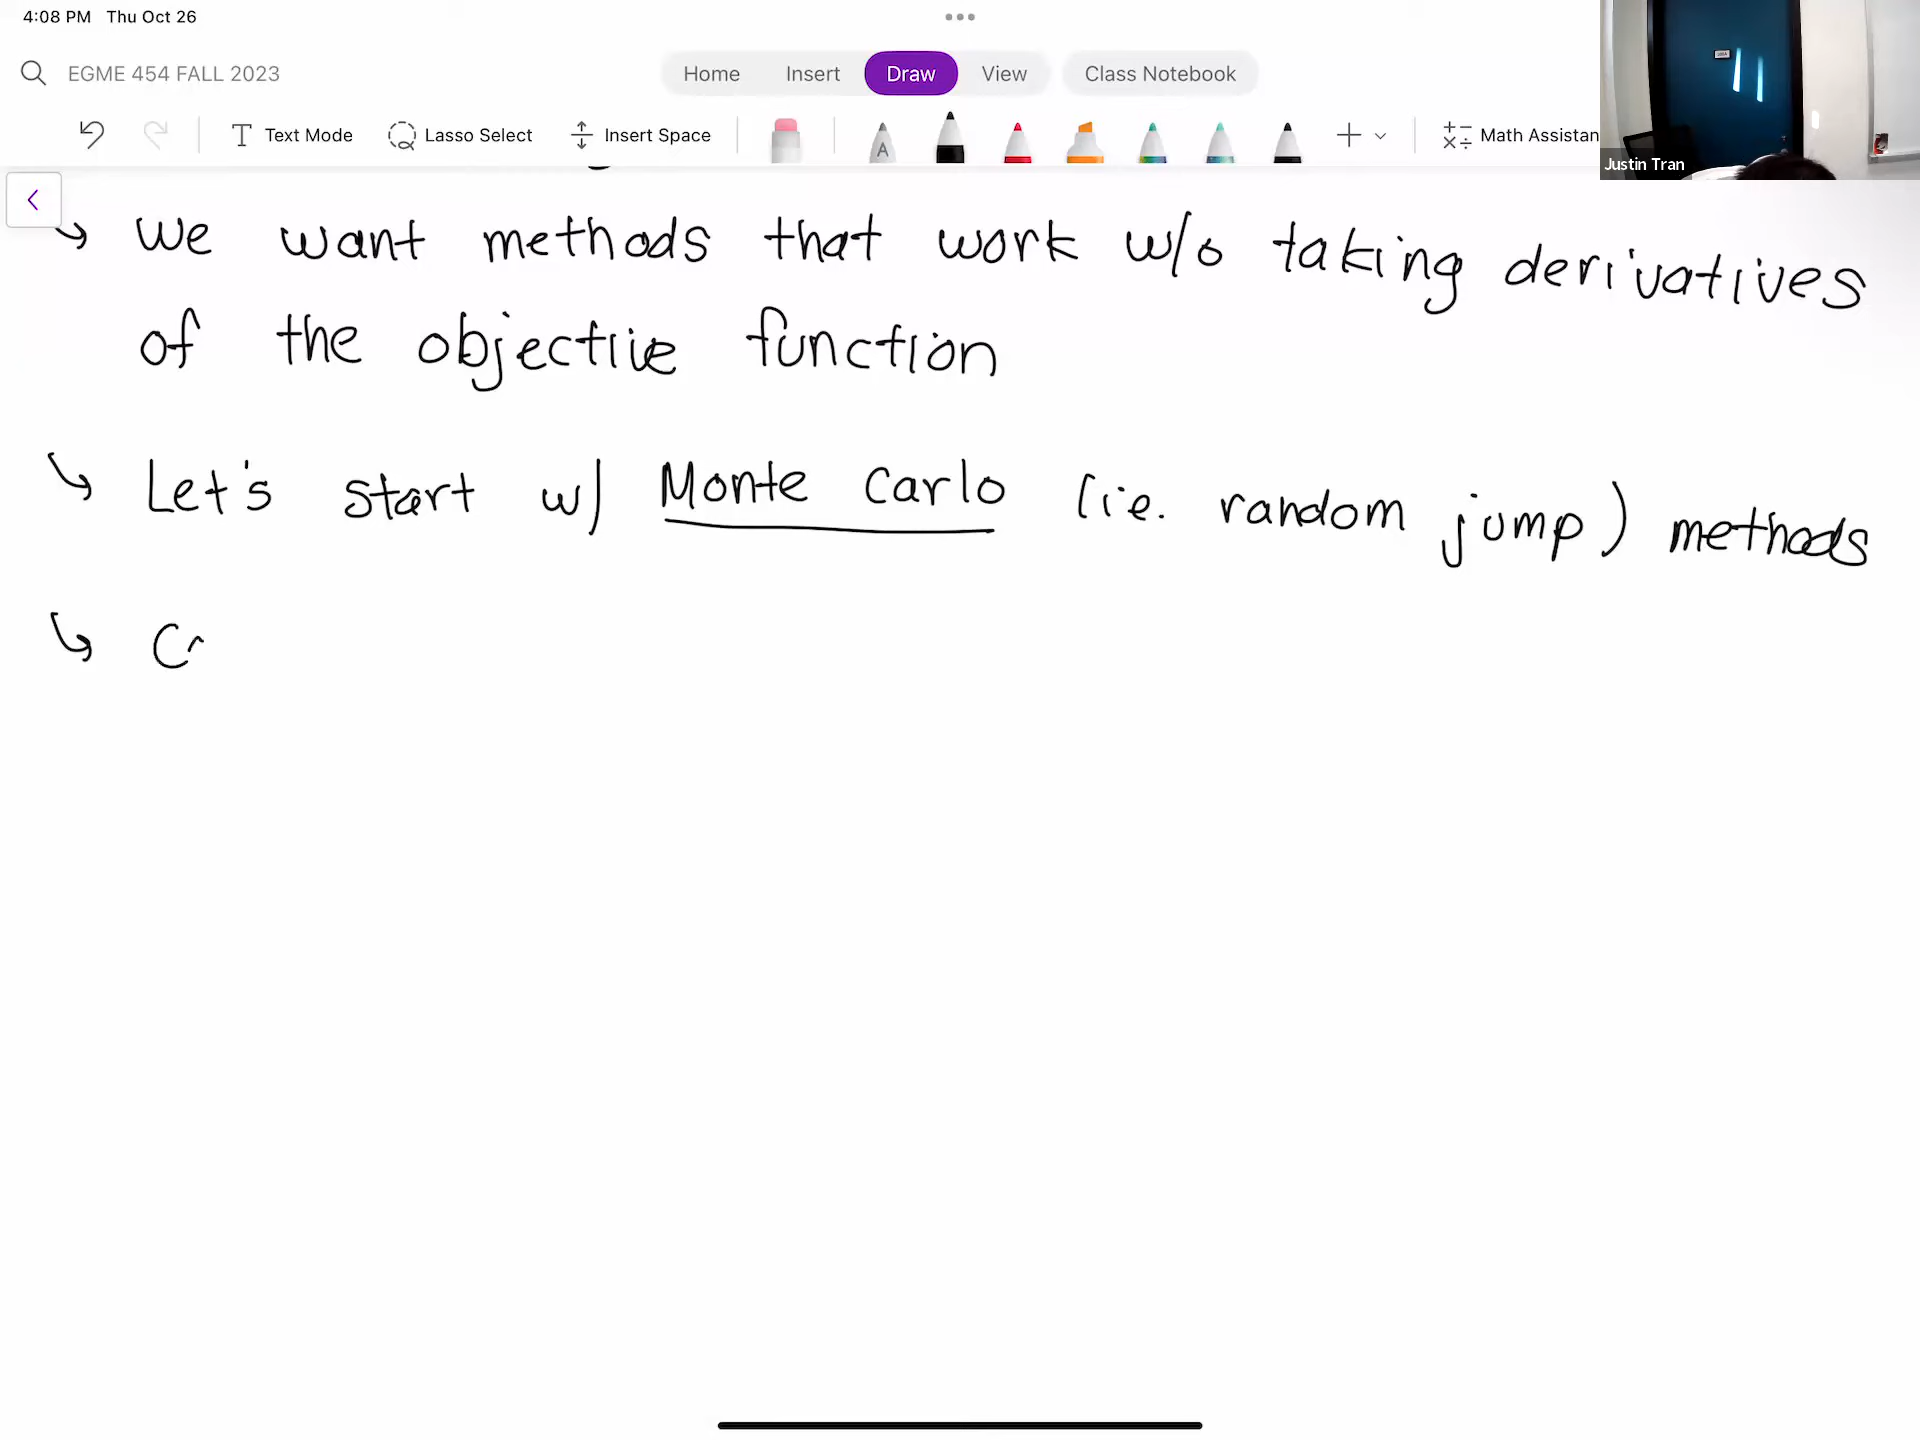 4:08 PM Thu Oct 26
EGME 454 FALL 2023
Home Insert Draw View Class Notebook
Text Mode Lasso Select Insert Space A Math Assistan
Justin Tran
↳ We want methods that work w/o taking derivatives
of the objective function
↳ Let's start w/ Monte Carlo (ie. random jump) methods
↳